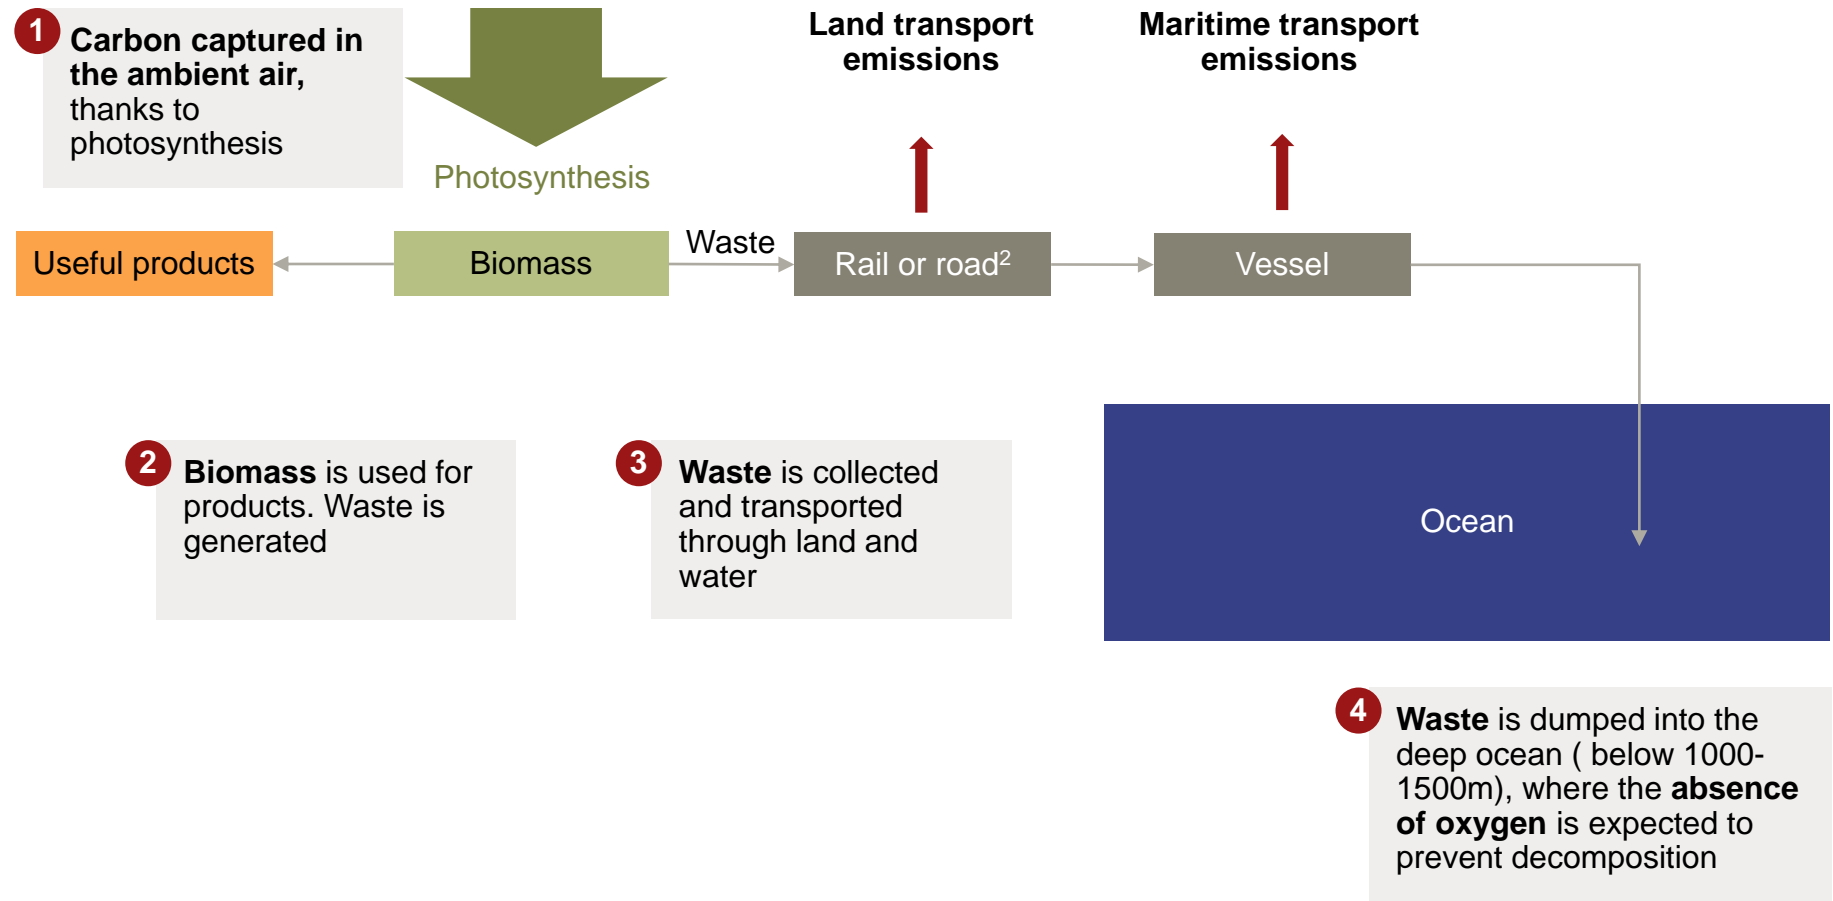 1
Carbon captured in
the ambient air,
thanks to
photosynthesis
Photosynthesis
Land transport
emissions
Maritime transport
emissions
Useful products
Biomass
Waste
Rail or road²
Vessel
2
Biomass is used for
products. Waste is
generated
3
Waste is collected
and transported
through land and
water
Ocean
4
Waste is dumped into the
deep ocean ( below 1000-
1500m), where the absence
of oxygen is expected to
prevent decomposition